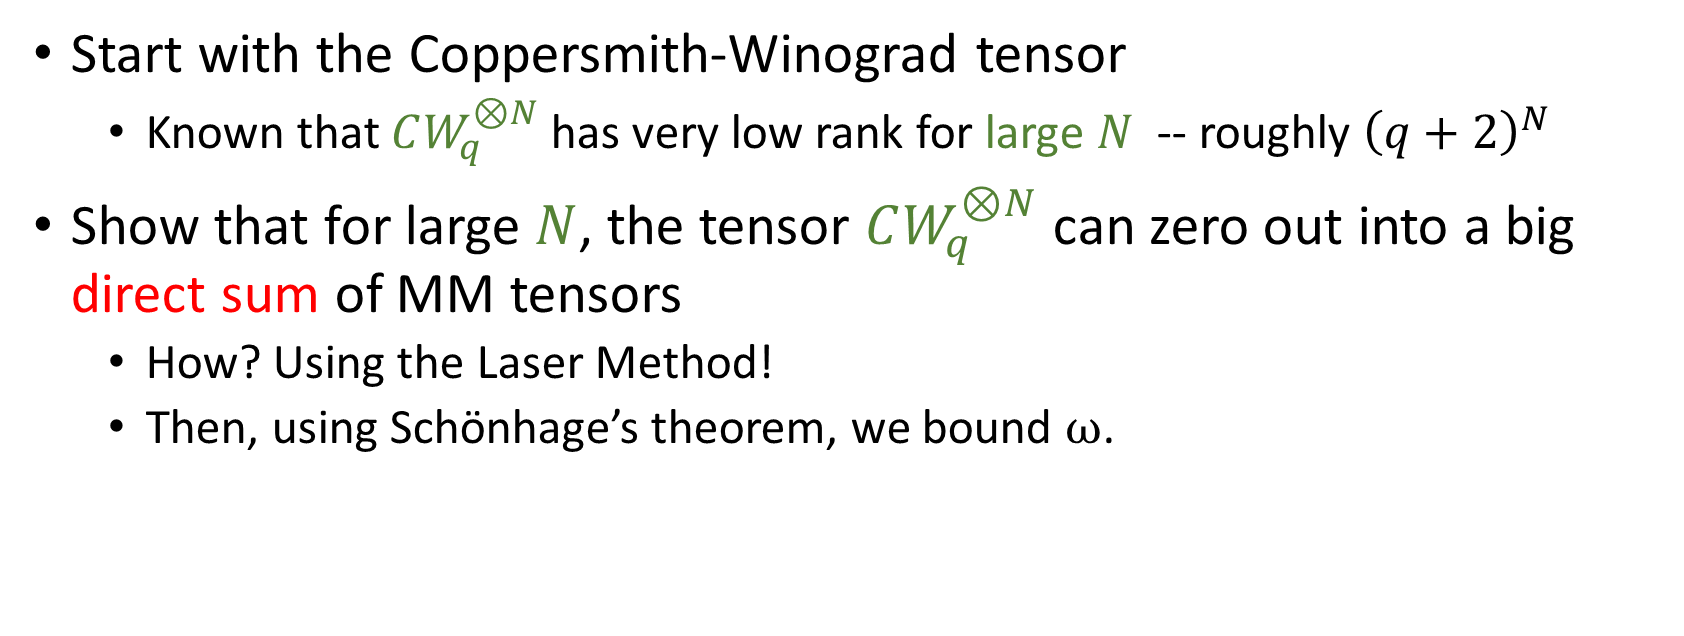 • Start with the Coppersmith-Winograd tensor
• Known that $CW_q^{\otimes N}$ has very low rank for large $N$ -- roughly $(q + 2)^N$
• Show that for large $N$, the tensor $CW_q^{\otimes N}$ can zero out into a big
direct sum of MM tensors
• How? Using the Laser Method!
• Then, using Schönhage’s theorem, we bound ω.